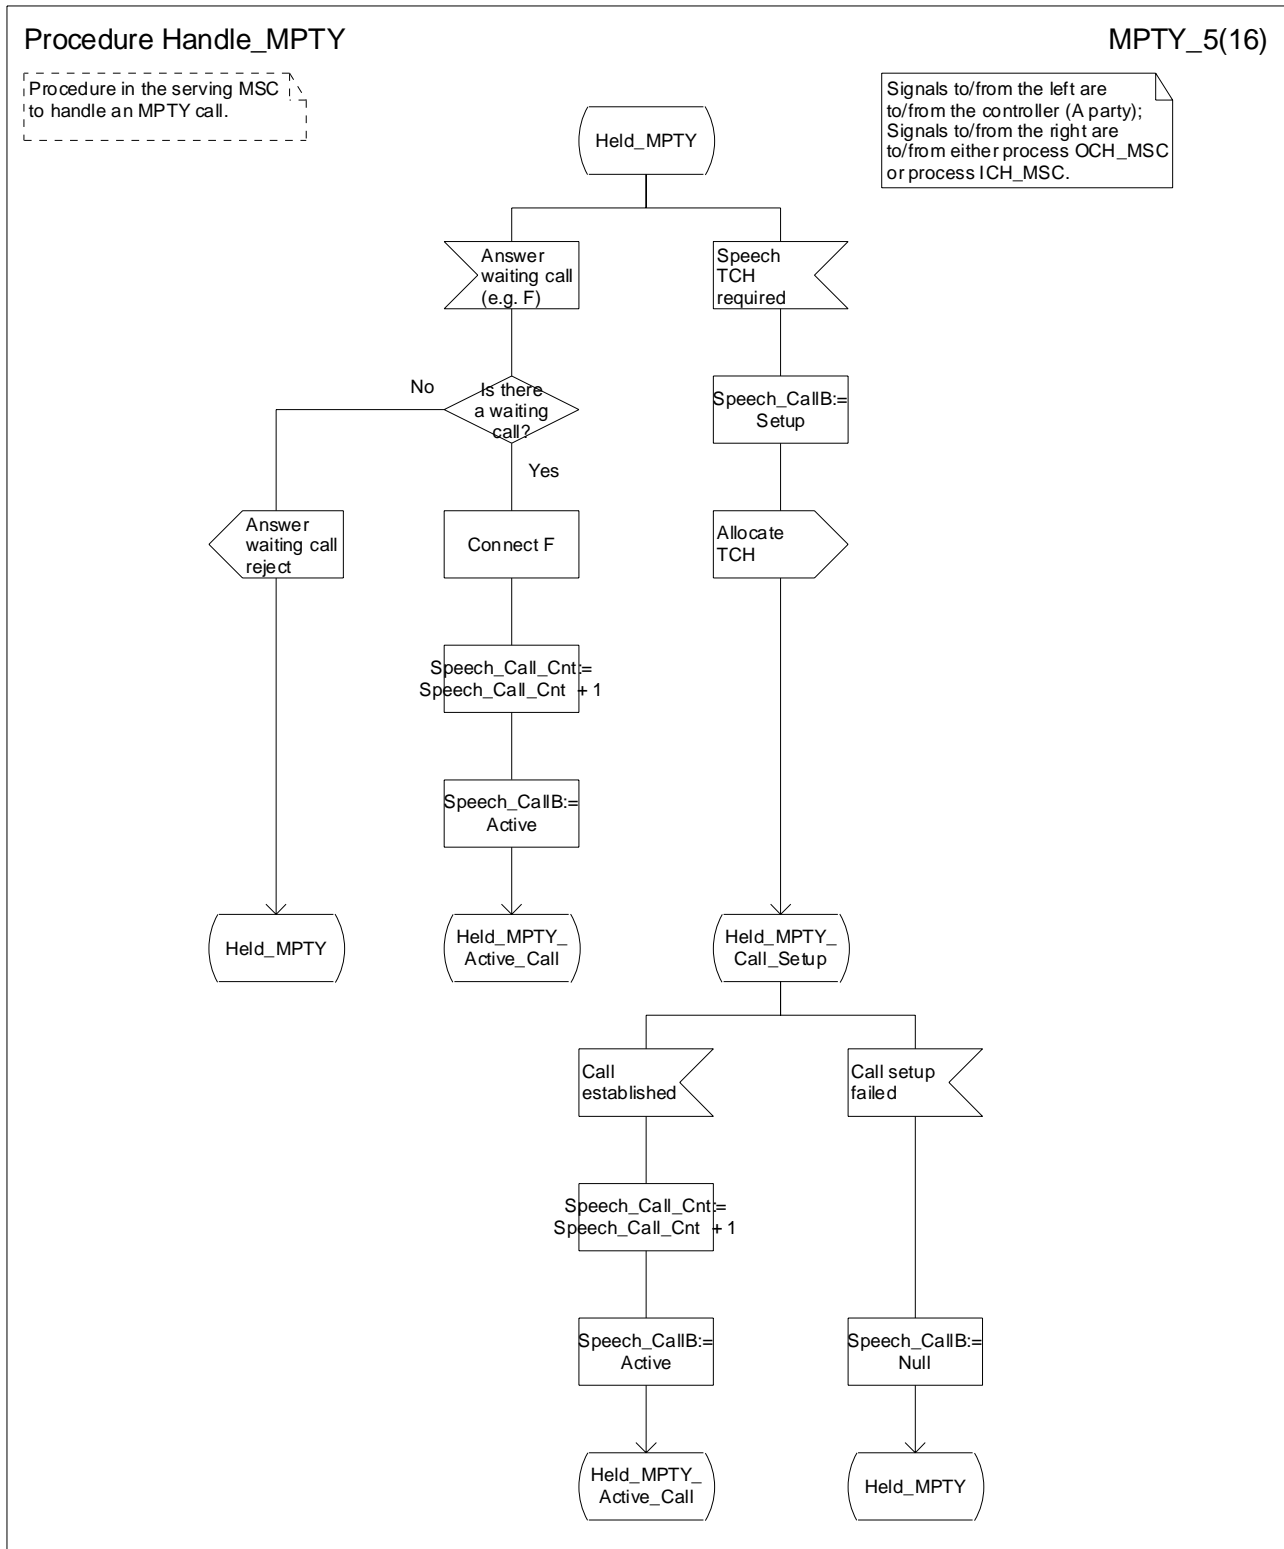 Procedure Handle_MPTY
MPTY_5(16)
Procedure in the serving MSC
to handle an MPTY call.
Signals to/from the left are
to/from the controller (A party);
Signals to/from the right are
to/from either process OCH_MSC
or process ICH_MSC.
Held_MPTY
Answer
waiting call
(e.g. F)
Speech
TCH
required
No
Is there
a waiting
call?
Speech_CallB:=
Setup
Yes
Answer
waiting call
reject
Connect F
Allocate
TCH
Speech_Call_Cnt:=
Speech_Call_Cnt + 1
Speech_CallB:=
Active
Held_MPTY
Held_MPTY_
Active_Call
Held_MPTY_
Call_Setup
Call
established
Call setup
failed
Speech_Call_Cnt:=
Speech_Call_Cnt + 1
Speech_CallB:=
Active
Speech_CallB:=
Null
Held_MPTY_
Active_Call
Held_MPTY